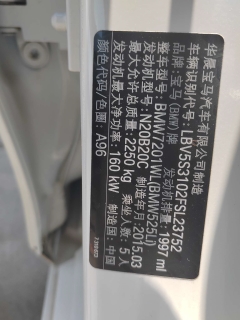 华晨宝马汽车有限公司制造
品牌：宝马(BMW)牌
车辆识别代号：LBV5S3102FSL23752
整车型号：BMW7201WL(BMW525Li)
发动机型号：N20B20C 发动机排量：1997 ml
最大允许总质量：2250 kg 制造年月：2015.03
发动机最大净功率：160 kW 乘坐人数：5 人
颜色代码/色圈：A96 中国